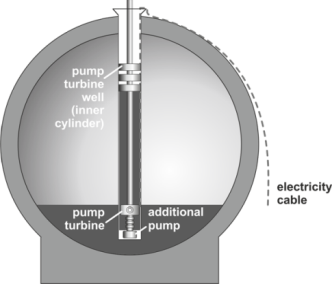 pump
turbine
well
(inner
cylinder)
electricity
cable
pump
turbine
additional
pump